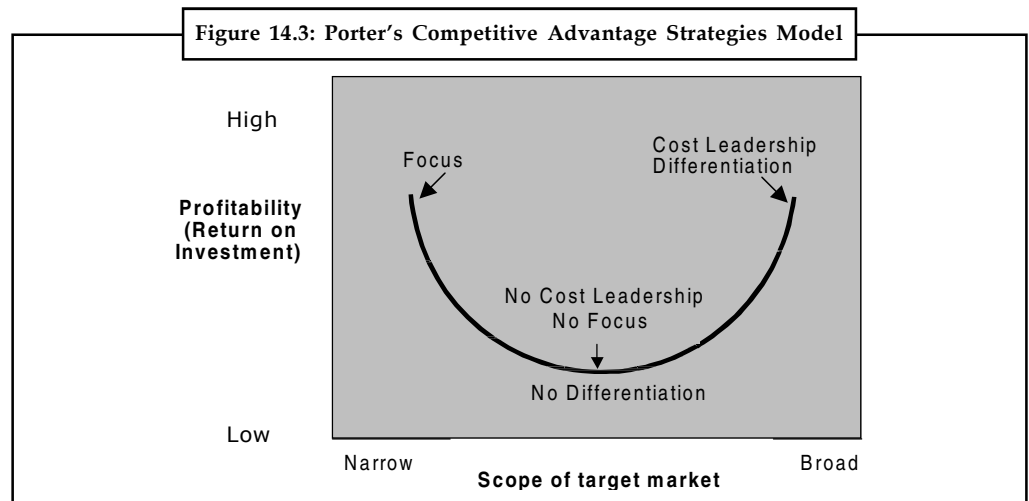 Figure 14.3: Porter's Competitive Advantage Strategies Model
High
Cost Leadership
Differentiation
Focus
Profitability
(Return on
Investment)
No Cost Leadership
No Focus
No Differentiation
Low
Narrow
Broad
Scope of target market